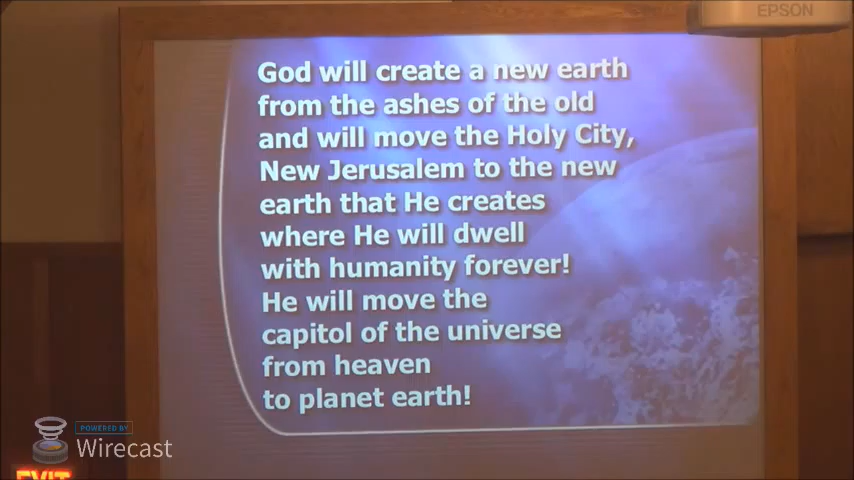 EPSON
God will create a new earth
from the ashes of the old
and will move the Holy City,
New Jerusalem to the new
earth that He creates
where He will dwell
with humanity forever!
He will move the
capitol of the universe
from heaven
to planet earth!
POWERED BY
Wirecast
EXIT